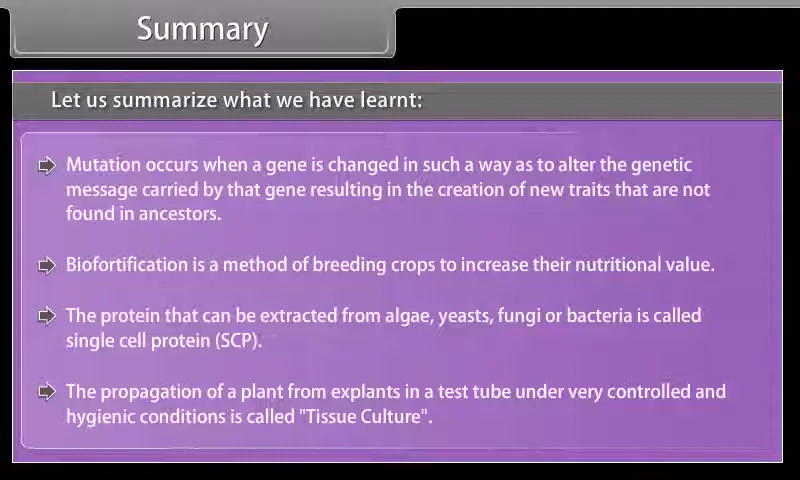 Summary
Let us summarize what we have learnt:
Mutation occurs when a gene is changed in such a way as to alter the genetic
message carried by that gene resulting in the creation of new traits that are not
found in ancestors.
Biofortification is a method of breeding crops to increase their nutritional value.
The protein that can be extracted from algae, yeasts, fungi or bacteria is called
single cell protein (SCP).
The propagation of a plant from explants in a test tube under very controlled and
hygienic conditions is called "Tissue Culture".